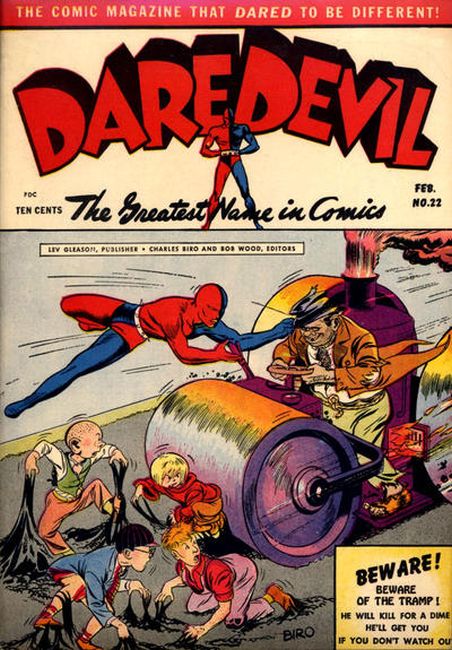 THE COMIC MAGAZINE THAT DARED TO BE DIFFERENT!
DAREDEVIL
FDC
TEN CENTS
The Greatest Name in Comics
FEB.
NO.22
LEV GLEASON, PUBLISHER • CHARLES BIRO AND BOB WOOD, EDITORS
BEWARE!
BEWARE
OF THE TRAMP!
HE WILL KILL FOR A DIME
HE'LL GET YOU
IF YOU DON'T WATCH OUT
BIRO